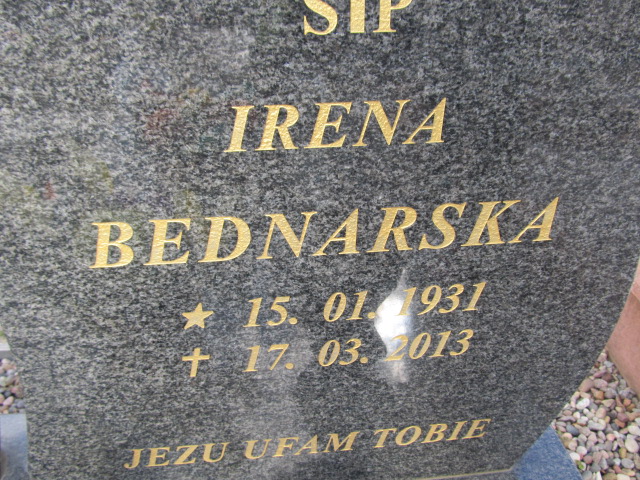 SIP
IRENA
BEDNARSKA
★ 15. 01. 1931
✝ 17. 03. 2013
JEZU UFAM TOBIE